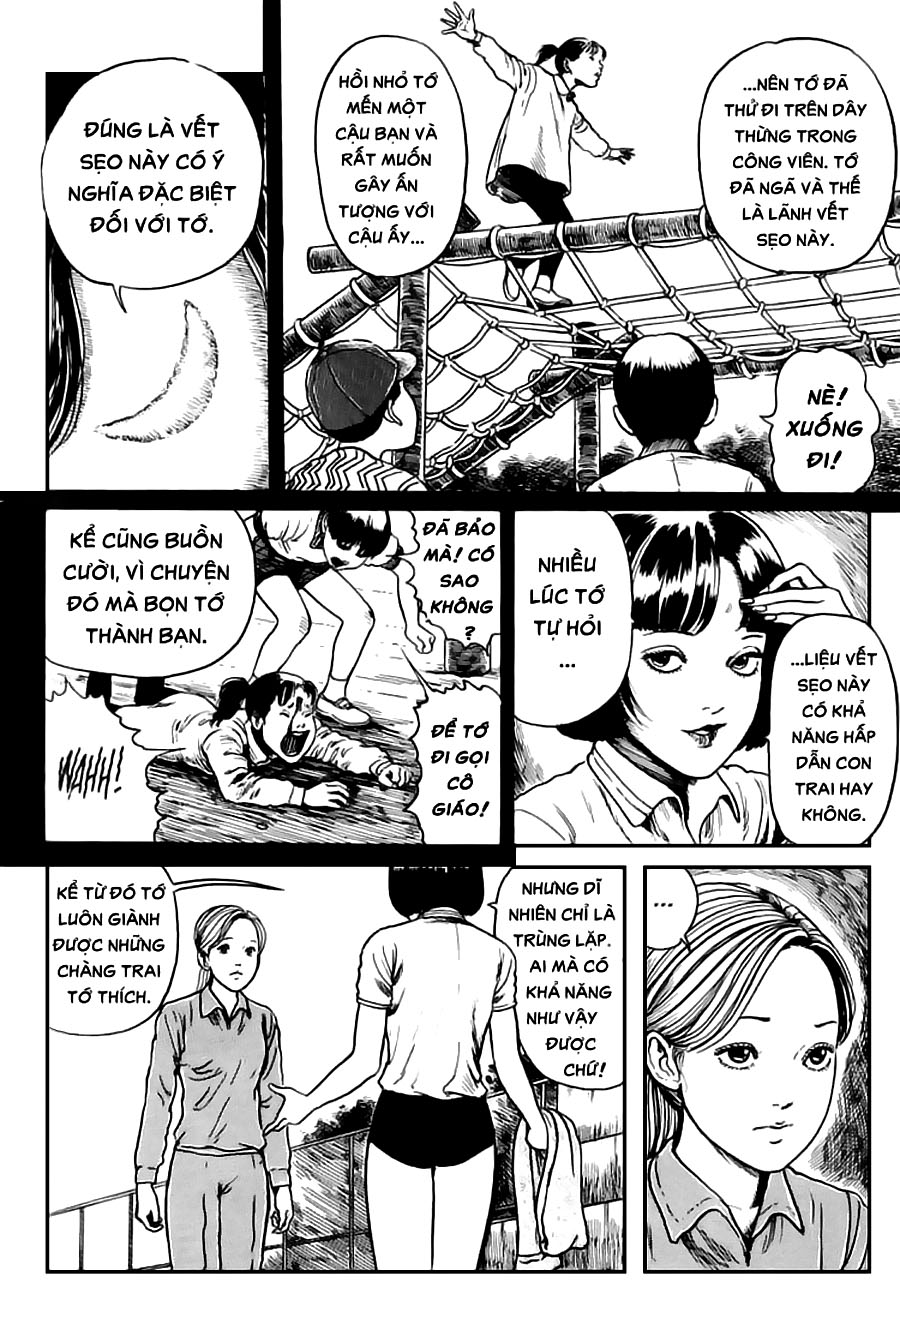 ĐÚNG LÀ VẾT
SẸO NÀY CÓ Ý
NGHĨA ĐẶC BIỆT
ĐỐI VỚI TỚ.
HỒI NHỎ TỚ
MẾN MỘT
CẬU BẠN VÀ
RẤT MUỐN
GÂY ẤN
TƯỢNG VỚI
CẬU ẤY...
...NÊN TỚ ĐÃ
THỬ ĐI TRÊN DÂY
THỪNG TRONG
CÔNG VIÊN. TỚ
ĐÃ NGÃ VÀ THẾ
LÀ LÃNH VẾT
SẸO NÀY.
NÈ!
XUỐNG
ĐI!
KỂ CŨNG BUỒN
CƯỜI, VÌ CHUYỆN
ĐÓ MÀ BỌN TỚ
THÀNH BẠN.
ĐÃ BẢO
MÀ! CÓ
SAO
KHÔNG
?
WAHH!
ĐỂ TỚ
ĐI GỌI
CÔ
GIÁO!
NHIỀU
LÚC TỚ
TỰ HỎI
...
...LIỆU VẾT
SẸO NÀY
CÓ KHẢ
NĂNG HẤP
DẪN CON
TRAI HAY
KHÔNG.
KỂ TỪ ĐÓ TỚ
LUÔN GIÀNH
ĐƯỢC NHỮNG
CHÀNG TRAI
TỚ THÍCH.
NHƯNG DĨ
NHIÊN CHỈ LÀ
TRÙNG LẶP.
AI MÀ CÓ
KHẢ NĂNG
NHƯ VẬY
ĐƯỢC
CHỨ!
...